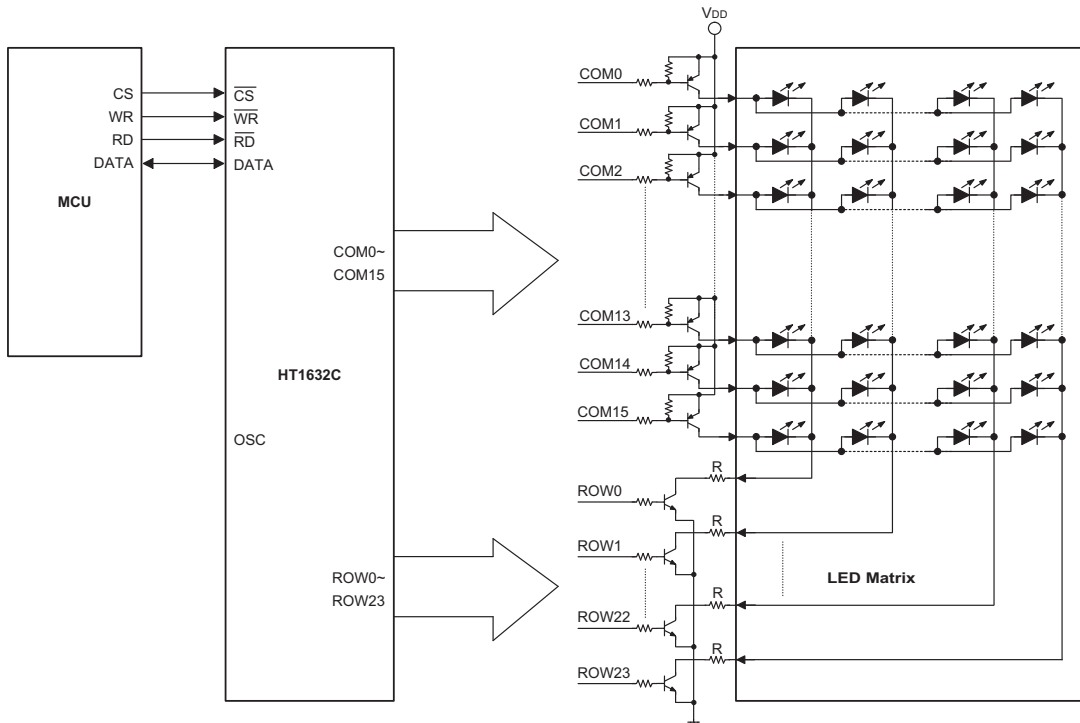 MCU
CS
WR
RD
DATA
CS
WR
RD
DATA
COM0~
COM15
HT1632C
OSC
ROW0~
ROW23
VDD
COM0
COM1
COM2
COM13
COM14
COM15
ROW0
ROW1
ROW22
ROW23
R
R
R
R
LED Matrix